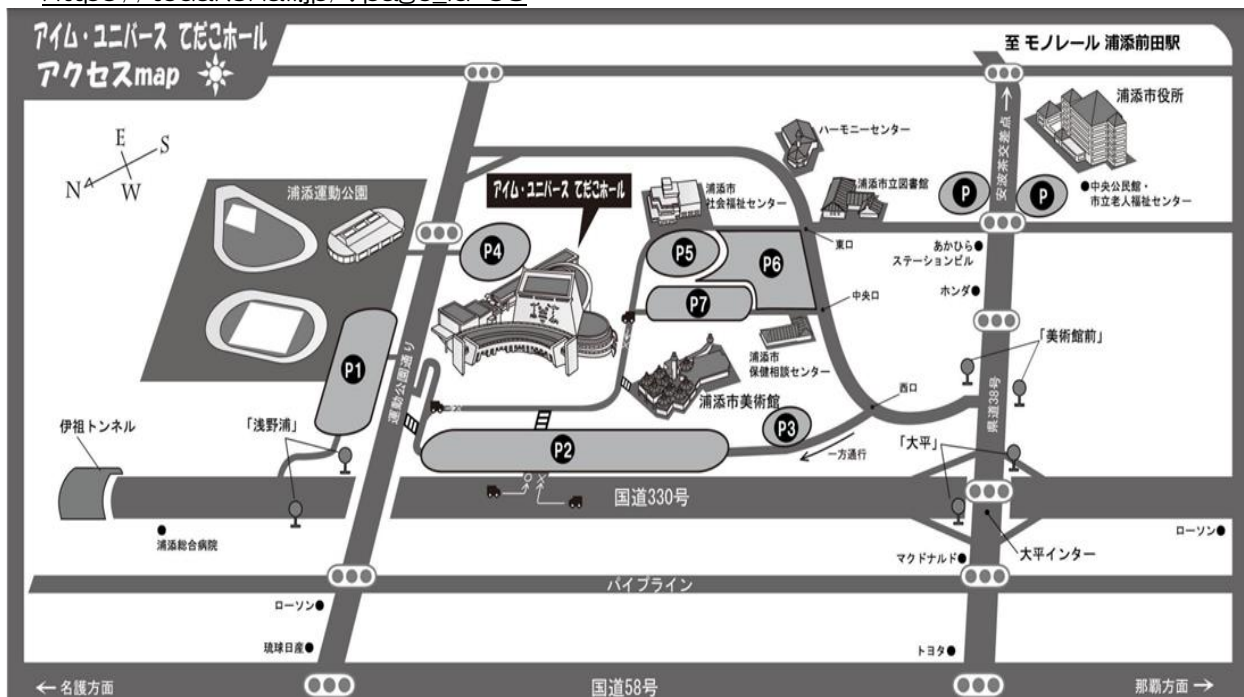 アイム・ユニバース てだこホール
アクセスmap
至 モノレール 浦添前田駅
浦添市役所
安波茶交差点
ハーモニーセンター
E
S
N
W
浦添運動公園
アイム・ユニバース てだこホール
浦添市
社会福祉センター
浦添市立図書館
P
P
中央公民館・
市立老人福祉センター
P4
P5
P6
東口
あかひら
ステーションビル
P7
中央口
ホンダ
P1
運動公園通り
浦添市
保健相談センター
「美術館前」
浦添市美術館
西口
県道38号
伊祖トンネル
「浅野浦」
P2
P3
一方通行
「大平」
国道330号
浦添総合病院
ローソン
マクドナルド
大平インター
パイプライン
ローソン
琉球日産
トヨタ
← 名護方面
国道58号
那覇方面 →